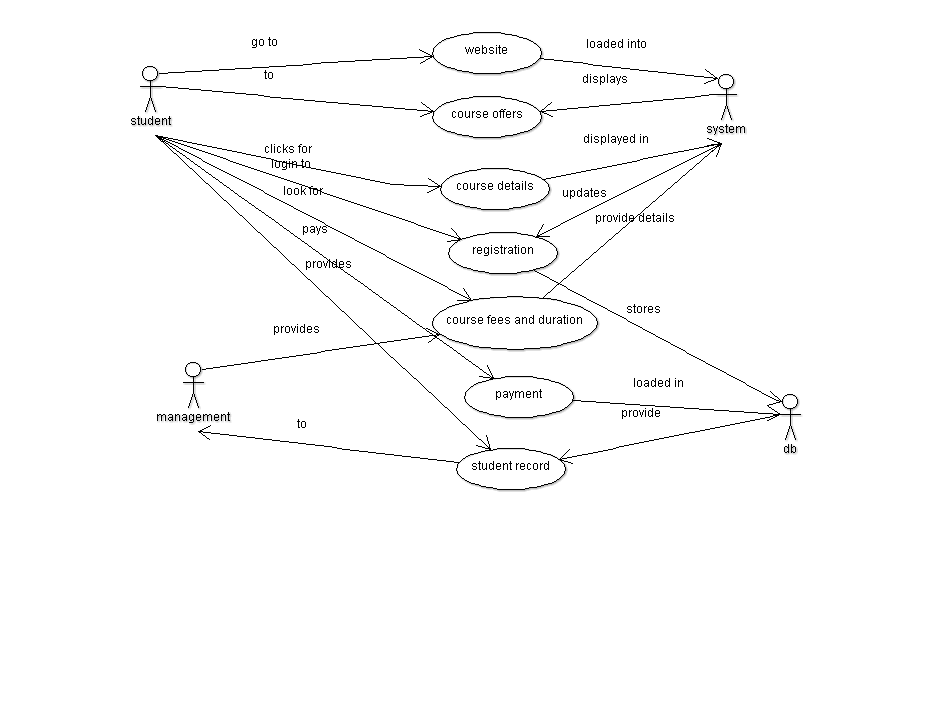 go to
website
loaded into
to
displays
course offers
student
system
displayed in
clicks for
login to
course details
look for
updates
provide details
pays
registration
provides
stores
course fees and duration
provides
loaded in
payment
provide
management
to
db
student record